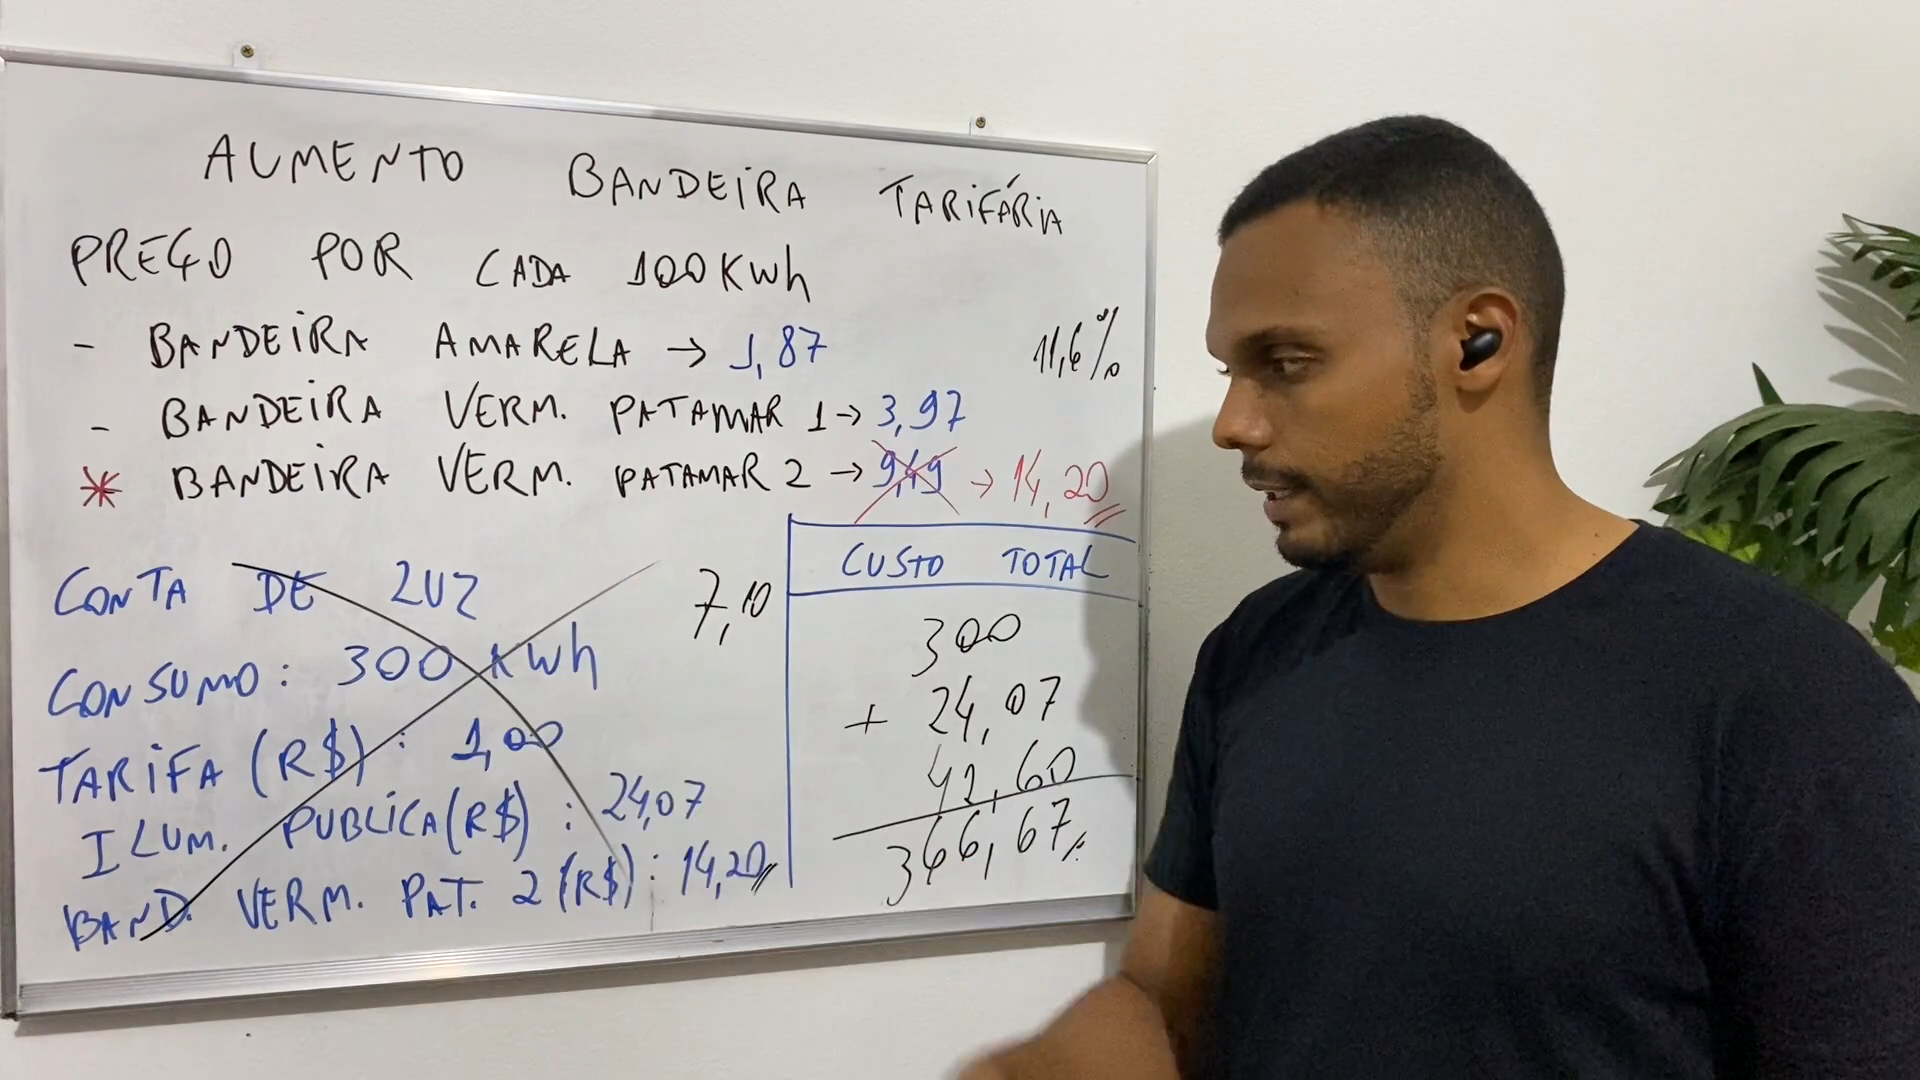 AUMENTO BANDEIRA TARIFÁRIA
PREÇO POR CADA 100 KWh
- BANDEIRA AMARELA → 1,87
11,6%
- BANDEIRA VERM. PATAMAR 1 → 3,97
* BANDEIRA VERM. PATAMAR 2 → 9,49 → 14,20
CONTA DE LUZ
7,10
CONSUMO: 300 KWh
TARIFA (R$): 1,00
ILUM. PUBLICA (R$): 24,07
BAND. VERM. PAT. 2 (R$): 14,20
CUSTO TOTAL
300
+ 24,07
42,60
366,67